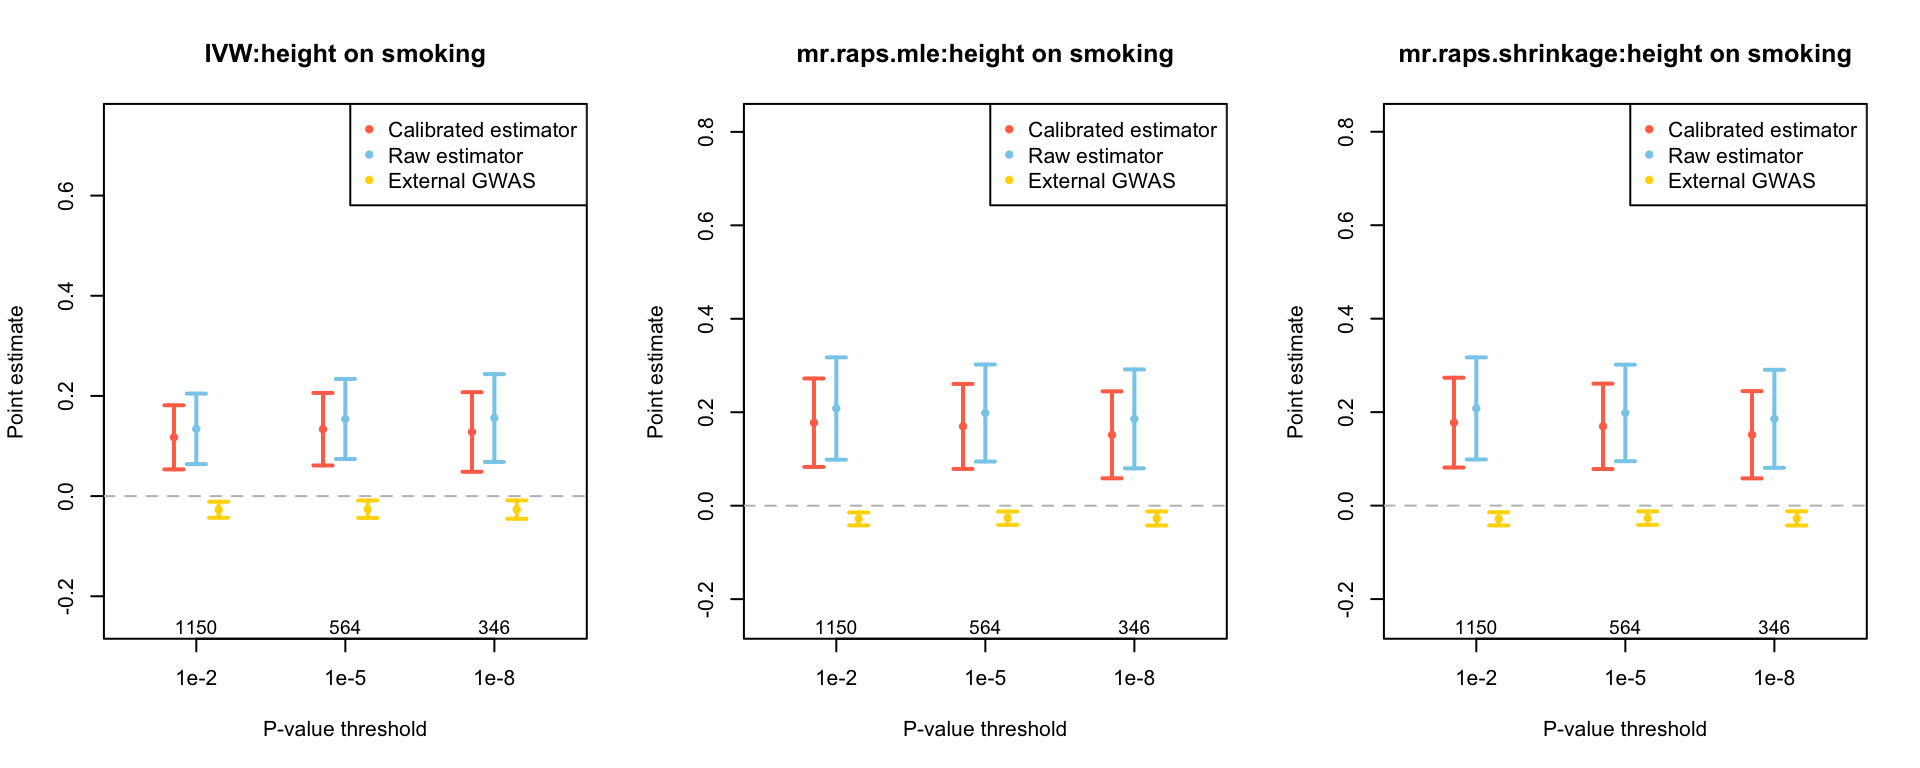 IVW:height on smoking
Calibrated estimator
Raw estimator
External GWAS
Point estimate
0.6
0.4
0.2
0.0
-0.2
1150 564 346
1e-2 1e-5 1e-8
P-value threshold
mr.raps.mle:height on smoking
Calibrated estimator
Raw estimator
External GWAS
Point estimate
0.8
0.6
0.4
0.2
0.0
-0.2
1150 564 346
1e-2 1e-5 1e-8
P-value threshold
mr.raps.shrinkage:height on smoking
Calibrated estimator
Raw estimator
External GWAS
Point estimate
0.8
0.6
0.4
0.2
0.0
-0.2
1150 564 346
1e-2 1e-5 1e-8
P-value threshold